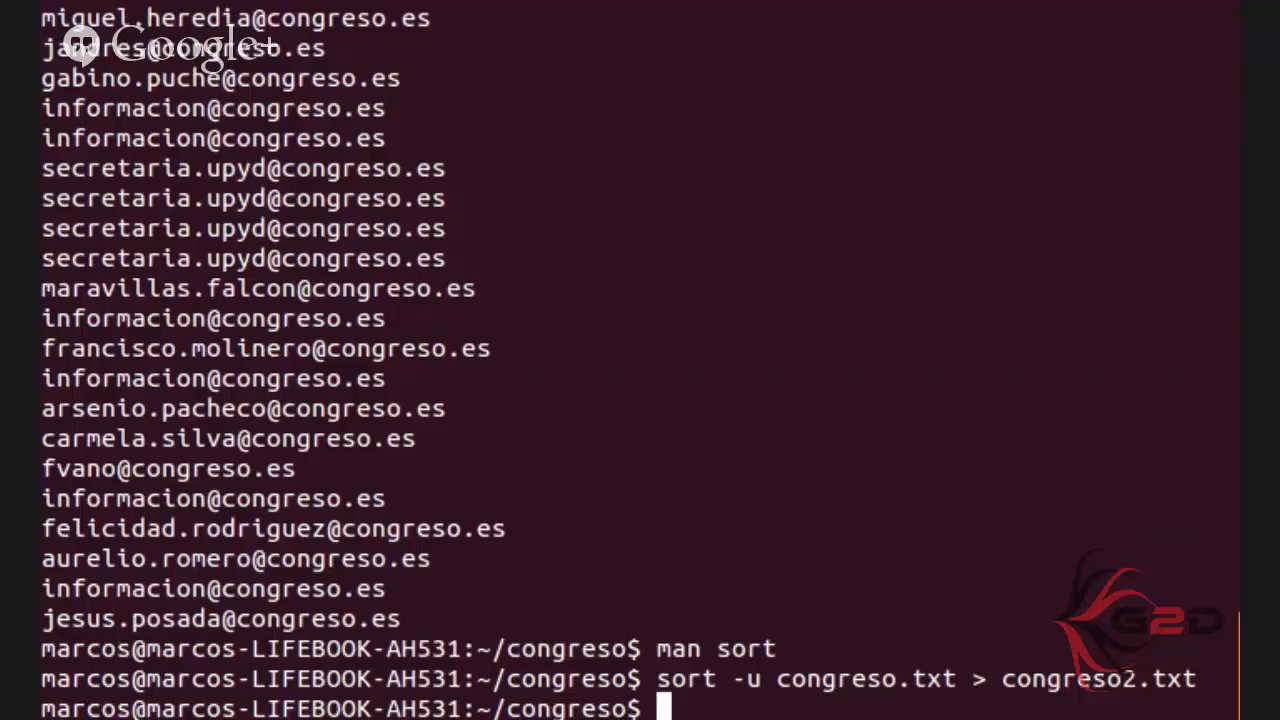 miguel.heredia@congreso.es
Google+
jandres@congreso.es
gabino.puche@congreso.es
informacion@congreso.es
informacion@congreso.es
secretaria.upyd@congreso.es
secretaria.upyd@congreso.es
secretaria.upyd@congreso.es
secretaria.upyd@congreso.es
maravillas.falcon@congreso.es
informacion@congreso.es
francisco.molinero@congreso.es
informacion@congreso.es
arsenio.pacheco@congreso.es
carmela.silva@congreso.es
fvano@congreso.es
informacion@congreso.es
felicidad.rodriguez@congreso.es
aurelio.romero@congreso.es
informacion@congreso.es
jesus.posada@congreso.es
G2D
marcos@marcos-LIFEBOOK-AH531:~/congreso$ man sort
marcos@marcos-LIFEBOOK-AH531:~/congreso$ sort -u congreso.txt > congreso2.txt
marcos@marcos-LIFEBOOK-AH531:~/congreso$